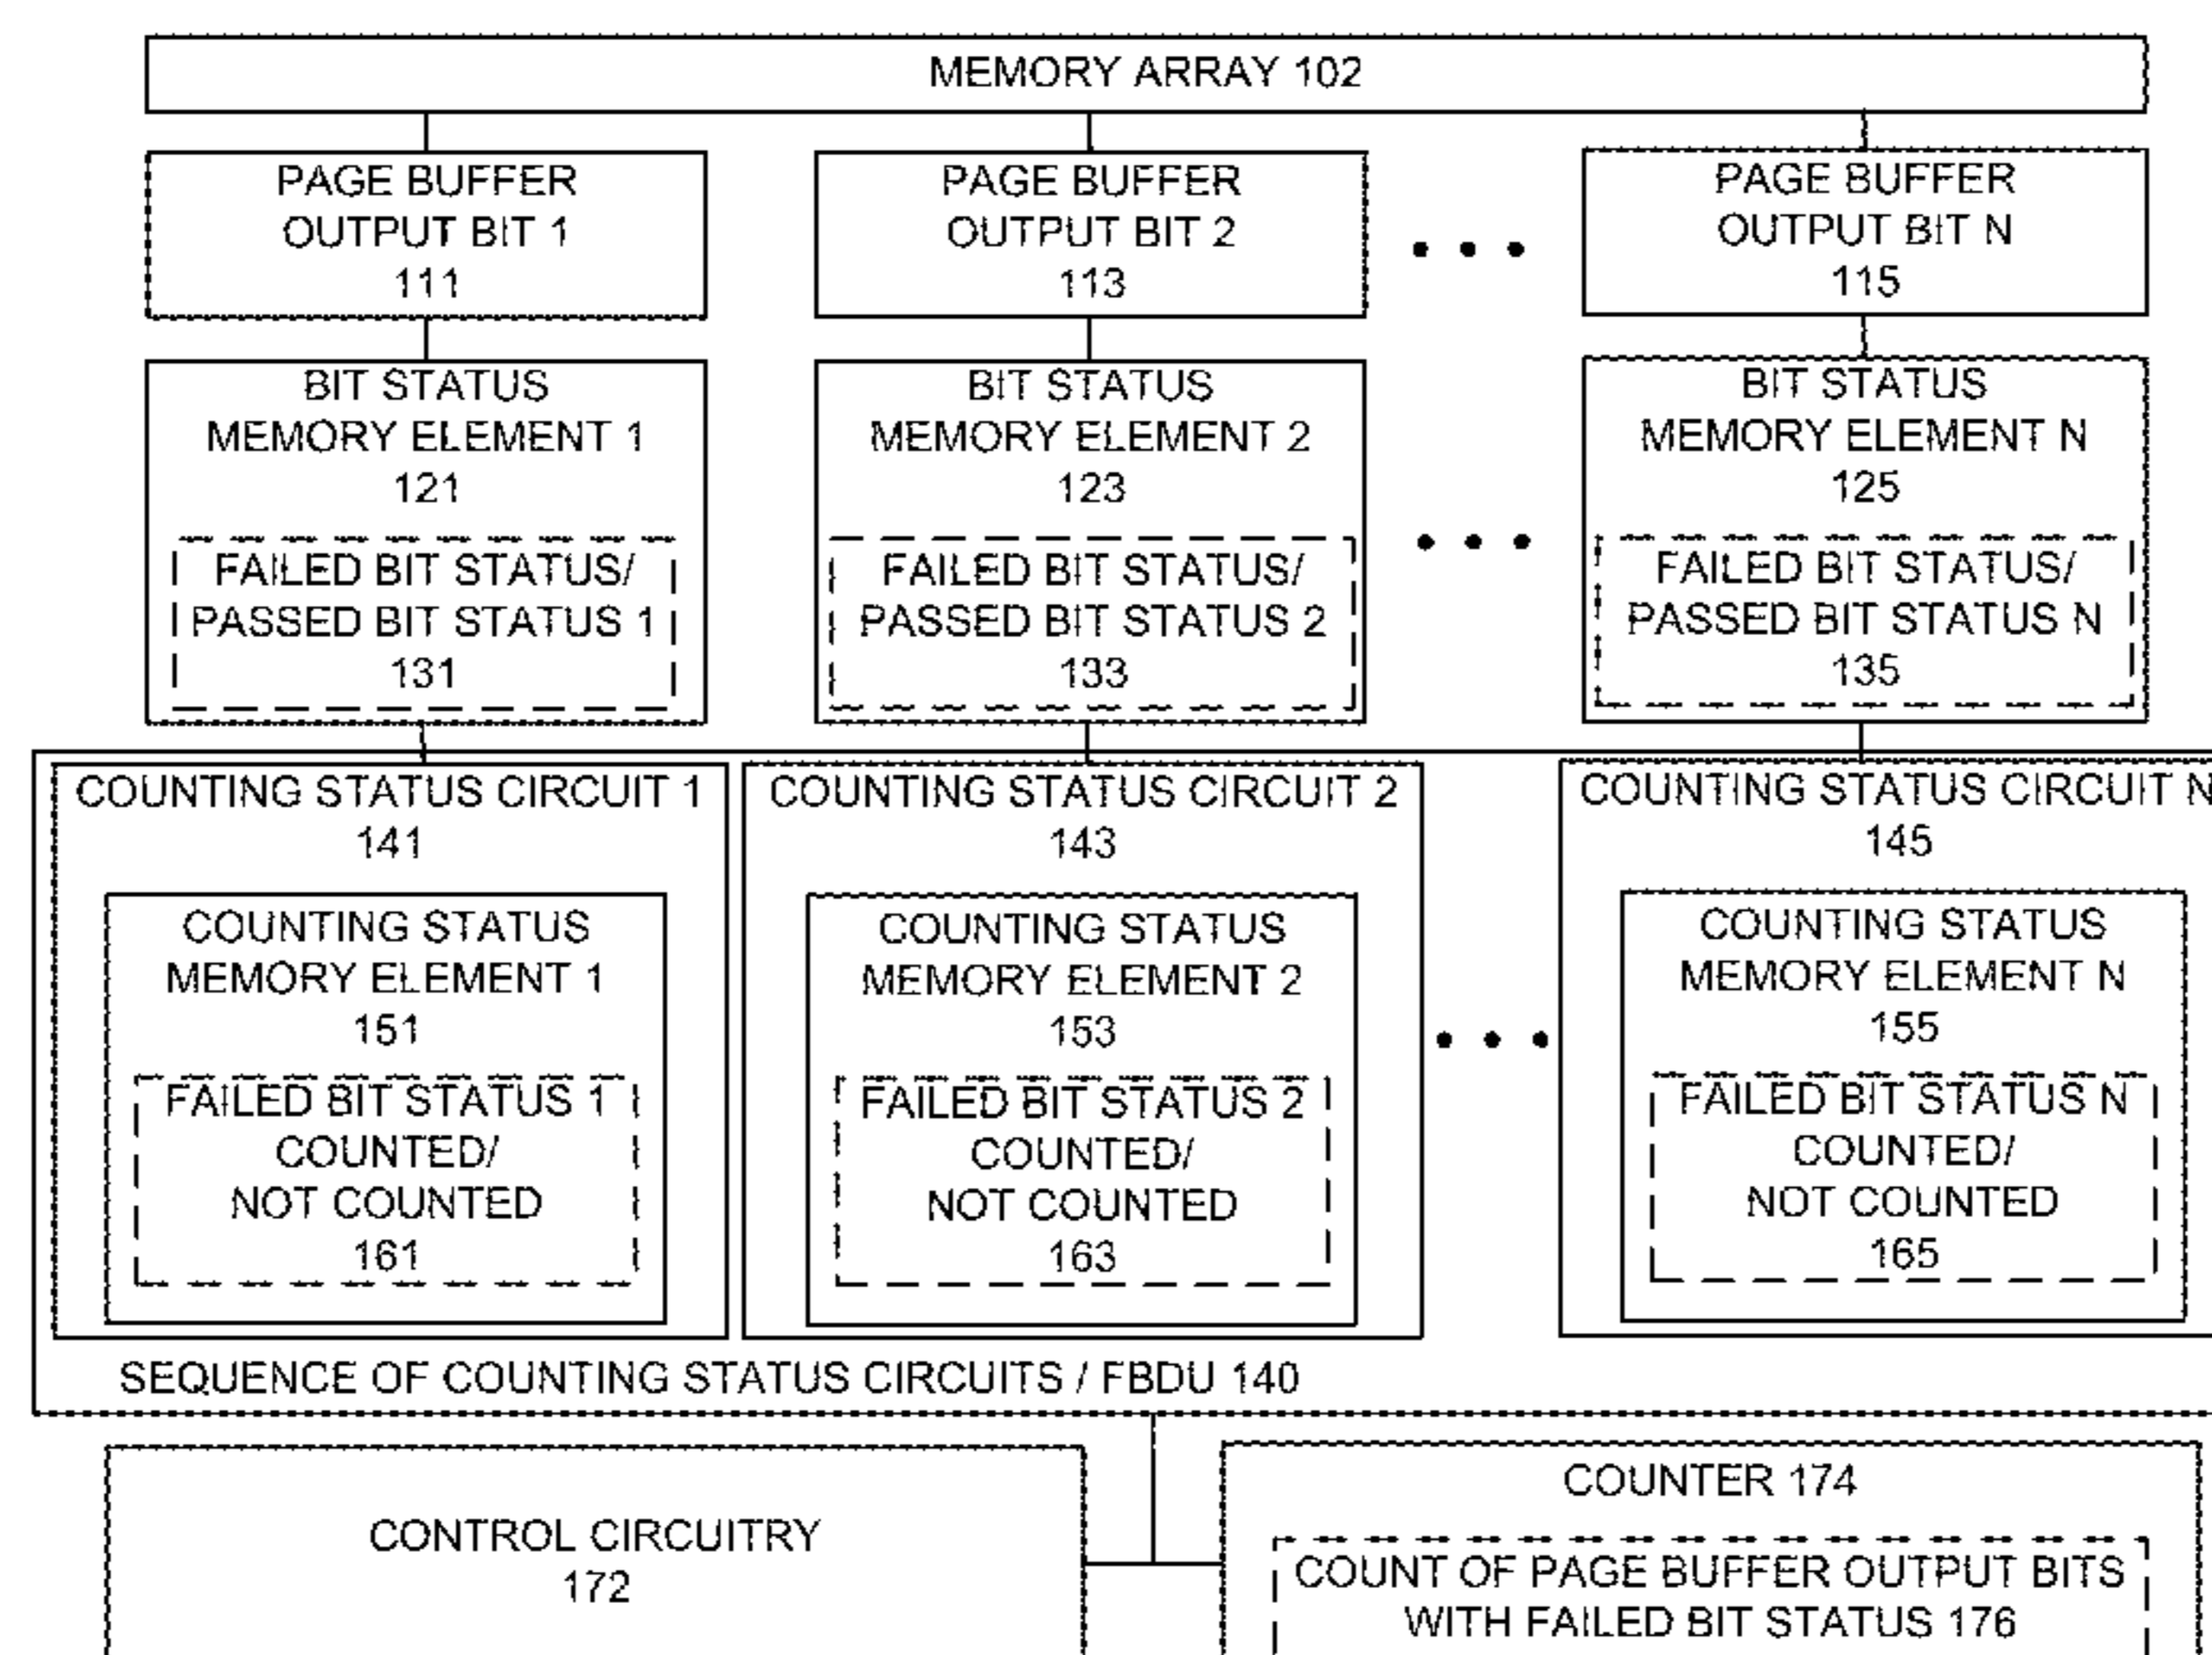 MEMORY ARRAY 102
PAGE BUFFER
OUTPUT BIT 1
111
PAGE BUFFER
OUTPUT BIT 2
113
• • •
PAGE BUFFER
OUTPUT BIT N
115
BIT STATUS
MEMORY ELEMENT 1
121
FAILED BIT STATUS/
PASSED BIT STATUS 1
131
BIT STATUS
MEMORY ELEMENT 2
123
FAILED BIT STATUS/
PASSED BIT STATUS 2
133
• • •
BIT STATUS
MEMORY ELEMENT N
125
FAILED BIT STATUS/
PASSED BIT STATUS N
135
COUNTING STATUS CIRCUIT 1
141
COUNTING STATUS
MEMORY ELEMENT 1
151
FAILED BIT STATUS 1
COUNTED/
NOT COUNTED
161
COUNTING STATUS CIRCUIT 2
143
COUNTING STATUS
MEMORY ELEMENT 2
153
FAILED BIT STATUS 2
COUNTED/
NOT COUNTED
163
• • •
COUNTING STATUS CIRCUIT N
145
COUNTING STATUS
MEMORY ELEMENT N
155
FAILED BIT STATUS N
COUNTED/
NOT COUNTED
165
SEQUENCE OF COUNTING STATUS CIRCUITS / FBDU 140
CONTROL CIRCUITRY
172
COUNTER 174
COUNT OF PAGE BUFFER OUTPUT BITS
WITH FAILED BIT STATUS 176